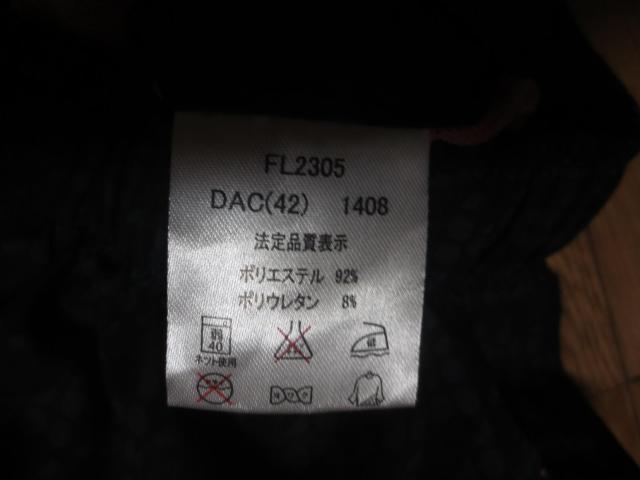 FL2305
DAC(42) 1408
法定品質表示
ポリエステル 92%
ポリウレタン 8%
弱
40
ネット使用